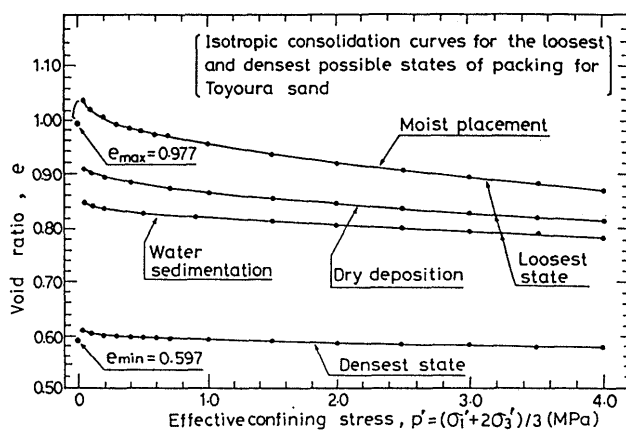 Isotropic consolidation curves for the loosest
and densest possible states of packing for
Toyoura sand
1.10
1.00
0.90
0.80
0.70
0.60
0.50
Void ratio , e
Moist placement
emax=0.977
Water
sedimentation
Dry deposition
Loosest
state
emin=0.597
Densest state
0
1.0
2.0
3.0
4.0
Effective confining stress , p'=(σ1'+2σ3')/3 (MPa)